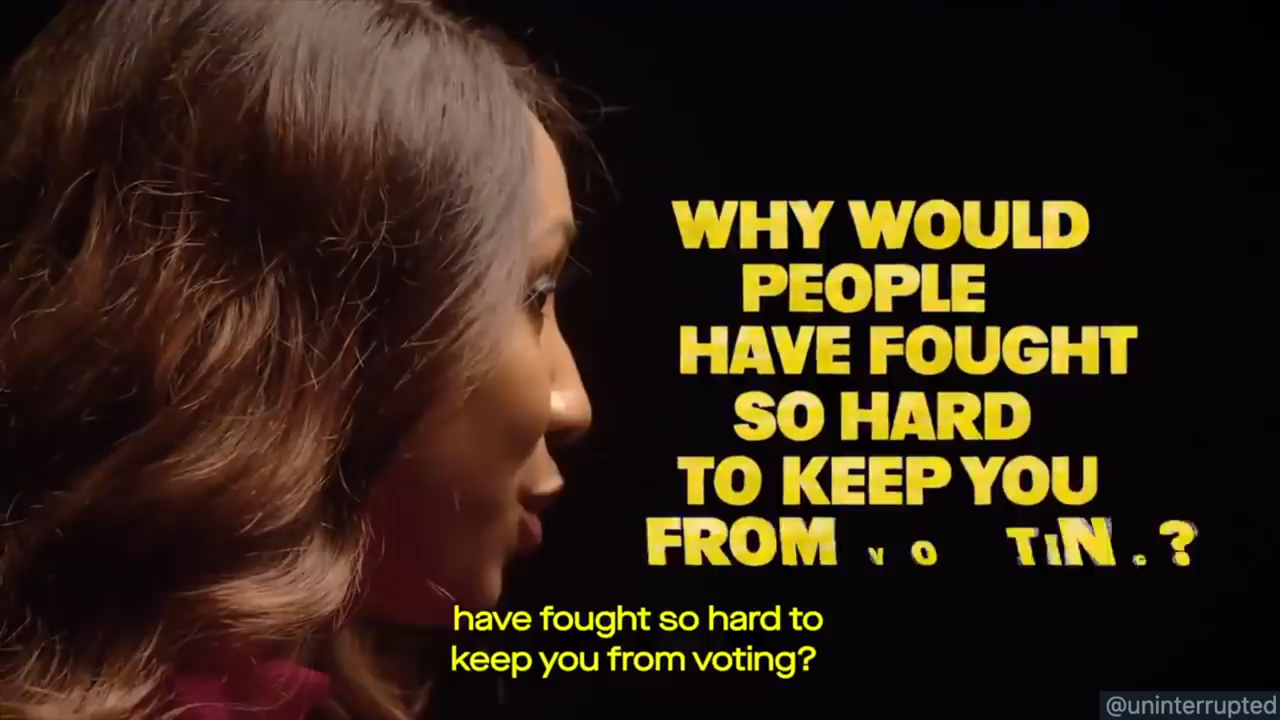 WHY WOULD
PEOPLE
HAVE FOUGHT
SO HARD
TO KEEP YOU
FROM VOTIN.?
have fought so hard to
keep you from voting?
@uninterrupted